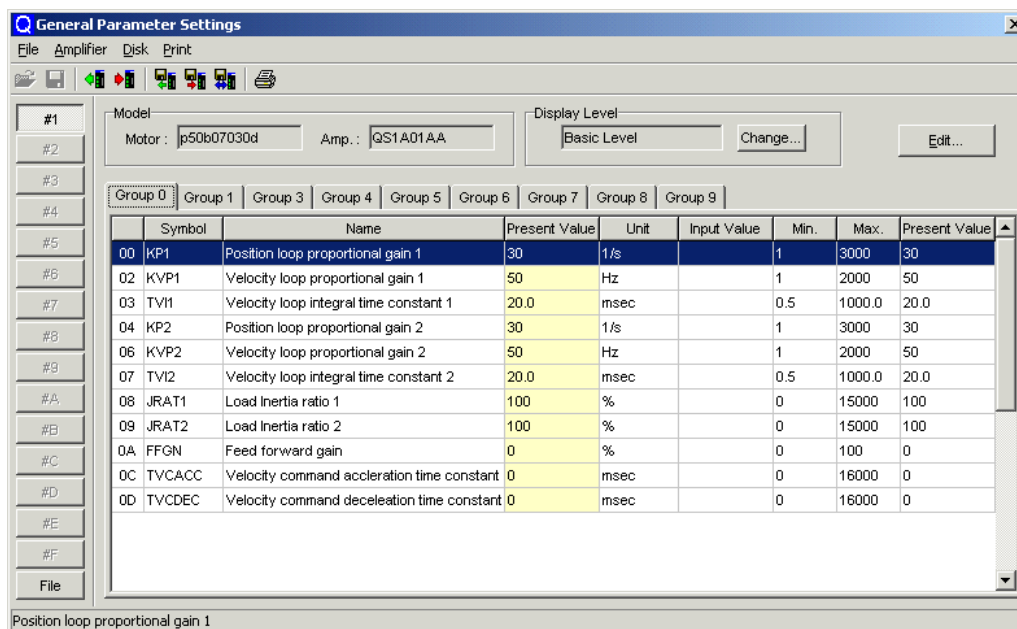 Q General Parameter Settings
File Amplifier Disk Print
#1
#2
#3
#4
#5
#6
#7
#8
#9
#A
#B
#C
#D
#E
#F
File
Model
Motor : p50b07030d Amp. : QS1A01AA
Display Level
Basic Level Change...
Edit...
Group 0 Group 1 Group 3 Group 4 Group 5 Group 6 Group 7 Group 8 Group 9
Symbol Name Present Value Unit Input Value Min. Max. Present Value
00 KP1 Position loop proportional gain 1 30 1/s 1 3000 30
02 KVP1 Velocity loop proportional gain 1 50 Hz 1 2000 50
03 TVI1 Velocity loop integral time constant 1 20.0 msec 0.5 1000.0 20.0
04 KP2 Position loop proportional gain 2 30 1/s 1 3000 30
06 KVP2 Velocity loop proportional gain 2 50 Hz 1 2000 50
07 TVI2 Velocity loop integral time constant 2 20.0 msec 0.5 1000.0 20.0
08 JRAT1 Load Inertia ratio 1 100 % 0 15000 100
09 JRAT2 Load Inertia ratio 2 100 % 0 15000 100
0A FFGN Feed forward gain 0 % 0 100 0
0C TVCACC Velocity command accleration time constant 0 msec 0 16000 0
0D TVCDEC Velocity command deceleation time constant 0 msec 0 16000 0
Position loop proportional gain 1